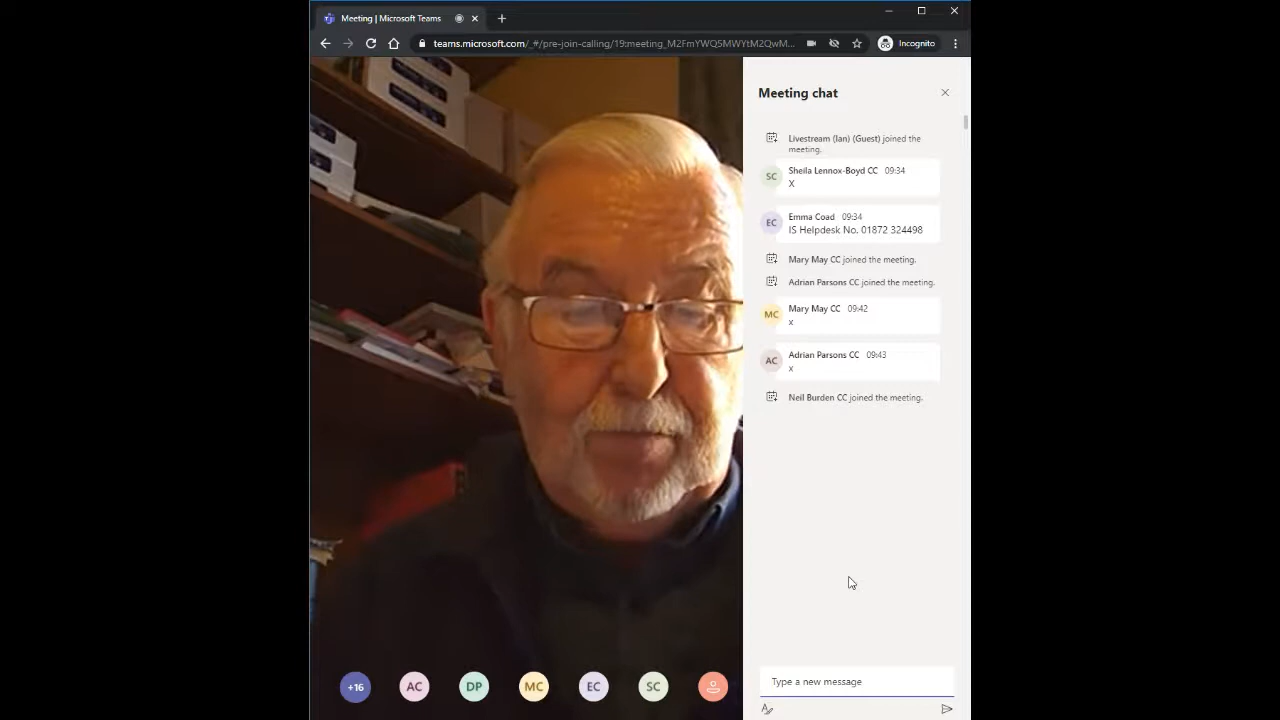 Meeting | Microsoft Teams
teams.microsoft.com/_#/pre-join-calling/19:meeting_M2FmYWQ5MWYtM2QwM...
Incognito
Meeting chat
Livestream (Ian) (Guest) joined the
meeting.
SC
Sheila Lennox-Boyd CC 09:34
X
EC
Emma Coad 09:34
IS Helpdesk No. 01872 324498
Mary May CC joined the meeting.
Adrian Parsons CC joined the meeting.
MC
Mary May CC 09:42
x
AC
Adrian Parsons CC 09:43
x
Neil Burden CC joined the meeting.
+16 AC DP MC EC SC
Type a new message